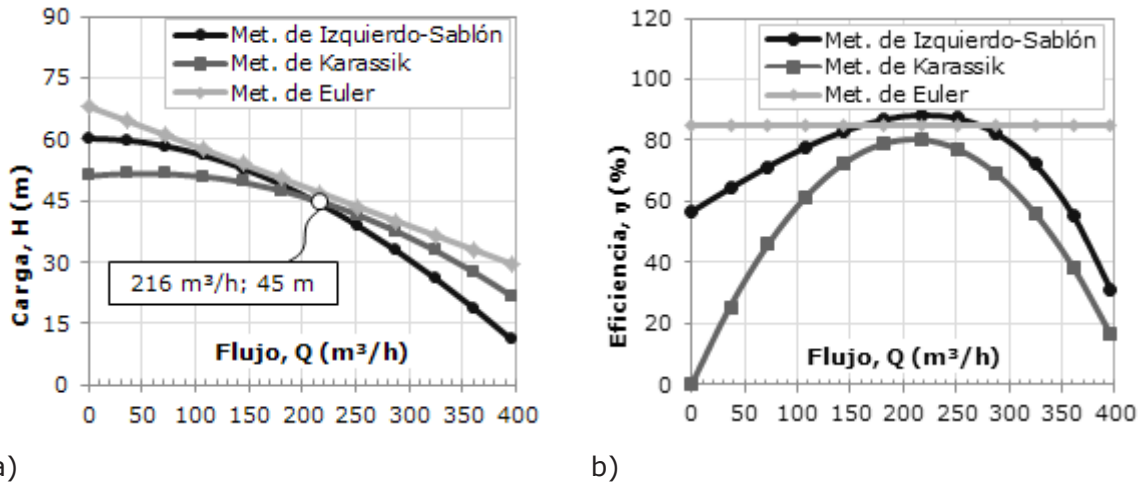 90
75
60
45
30
15
0
Carga, H (m)
Met. de Izquierdo-Sablón
Met. de Karassik
Met. de Euler
216 m³/h; 45 m
Flujo, Q (m³/h)
0 50 100 150 200 250 300 350 400
a)
120
100
80
60
40
20
0
Eficiencia, η (%)
Met. de Izquierdo-Sablón
Met. de Karassik
Met. de Euler
Flujo, Q (m³/h)
0 50 100 150 200 250 300 350 400
b)